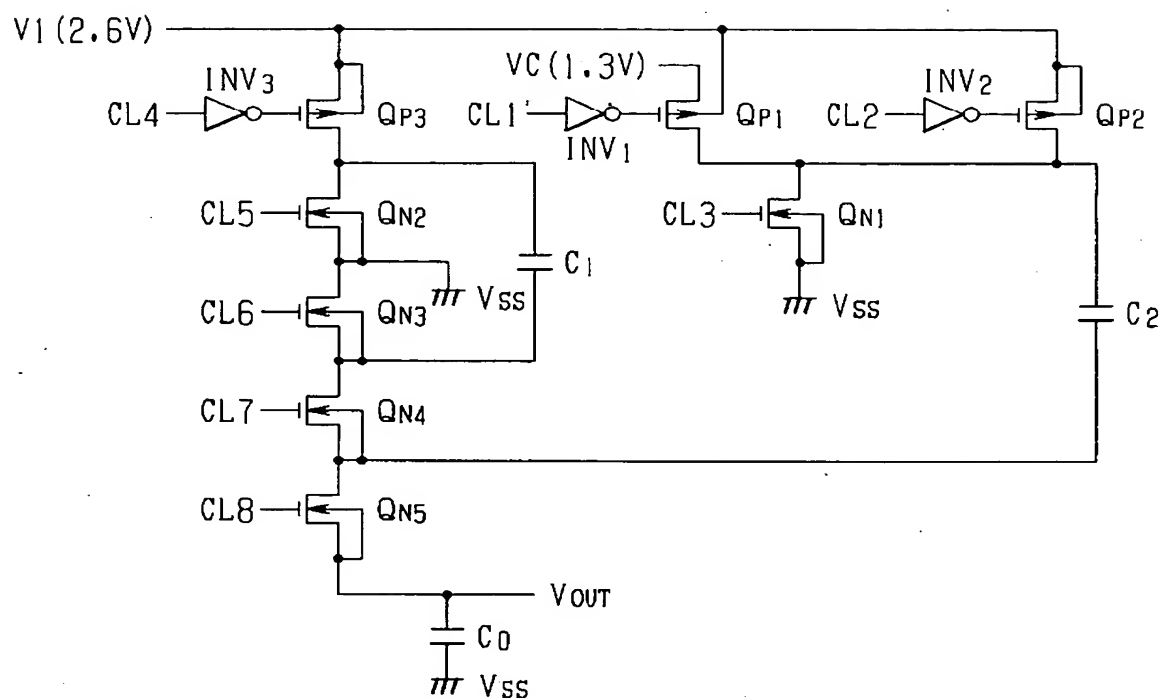 V1(2.6V)
INV3
VC(1.3V)
INV2
CL4
QP3
CL1
QP1
CL2
QP2
INV1
CL5
QN2
CL3
QN1
C1
VSS
VSS
C2
CL6
QN3
CL7
QN4
CL8
QN5
VOUT
C0
VSS